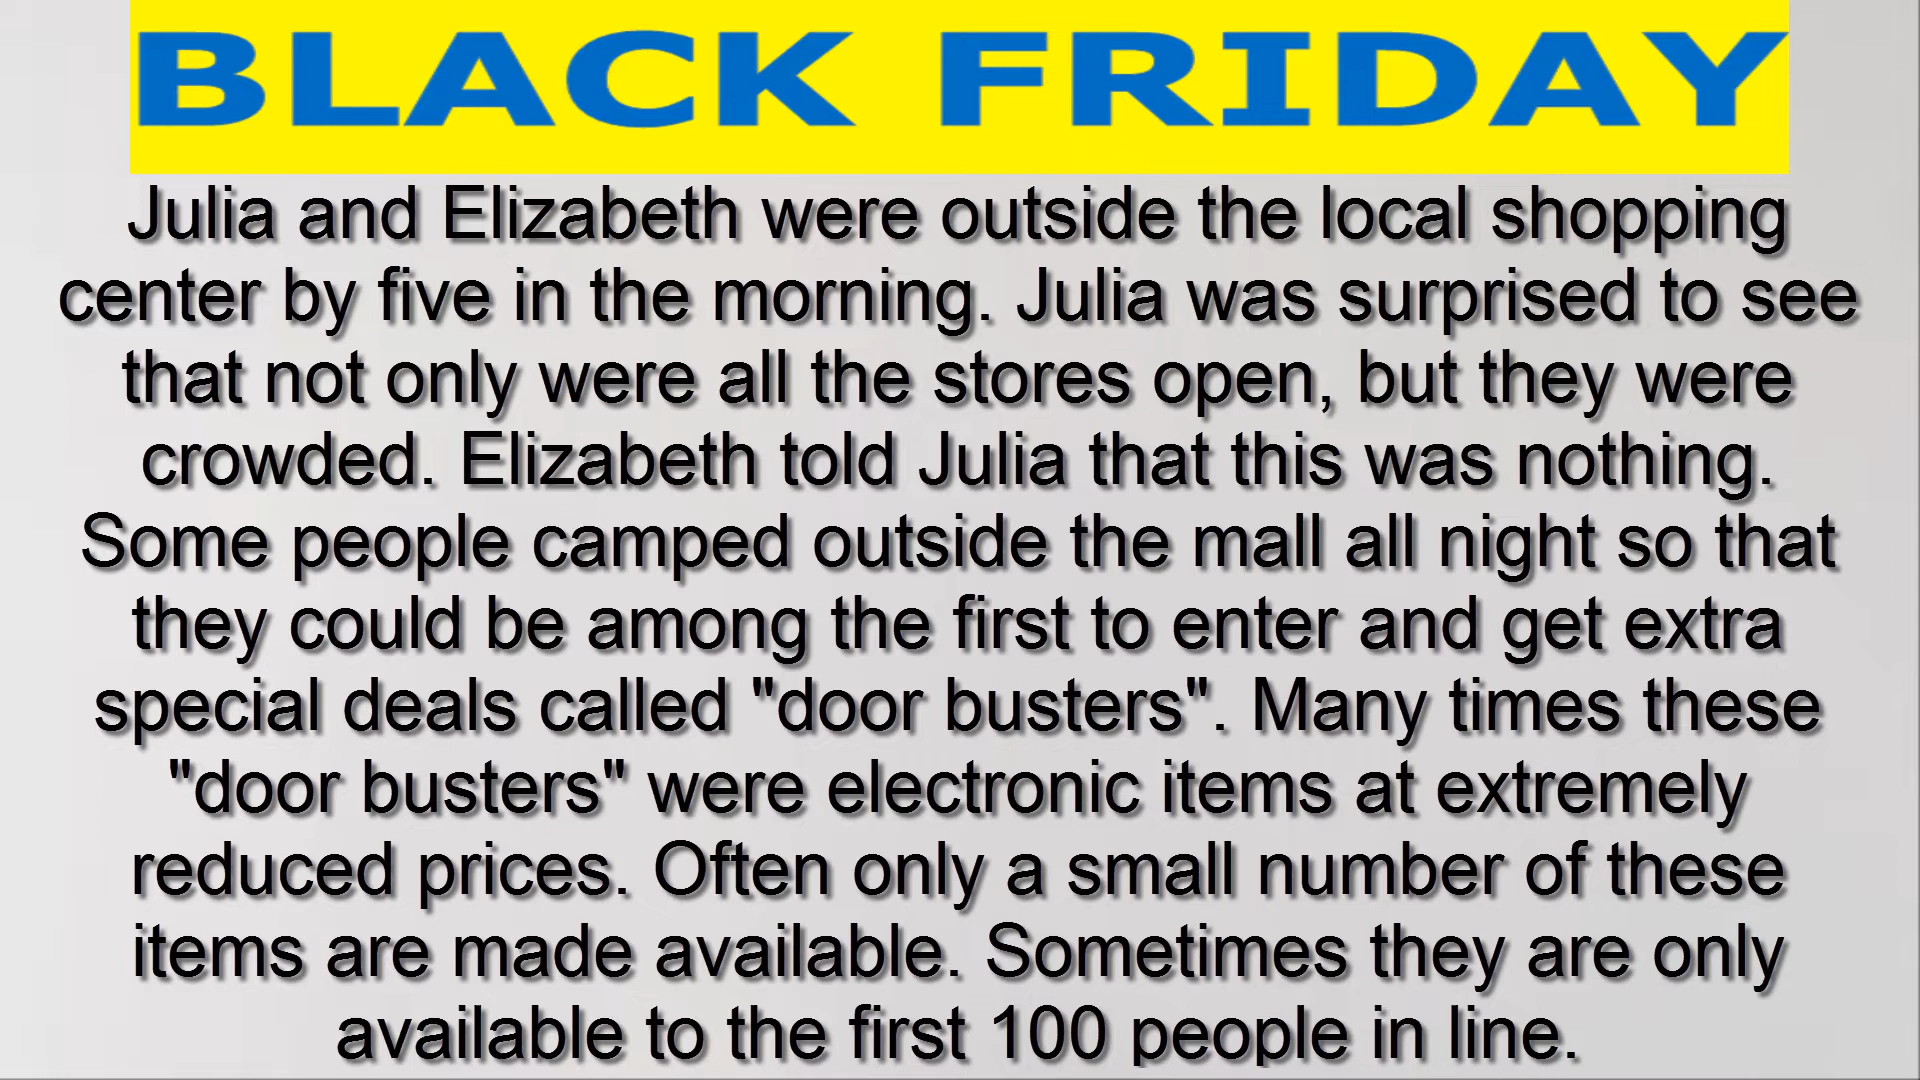 BLACK FRIDAY
Julia and Elizabeth were outside the local shopping
center by five in the morning. Julia was surprised to see
that not only were all the stores open, but they were
crowded. Elizabeth told Julia that this was nothing.
Some people camped outside the mall all night so that
they could be among the first to enter and get extra
special deals called "door busters". Many times these
"door busters" were electronic items at extremely
reduced prices. Often only a small number of these
items are made available. Sometimes they are only
available to the first 100 people in line.